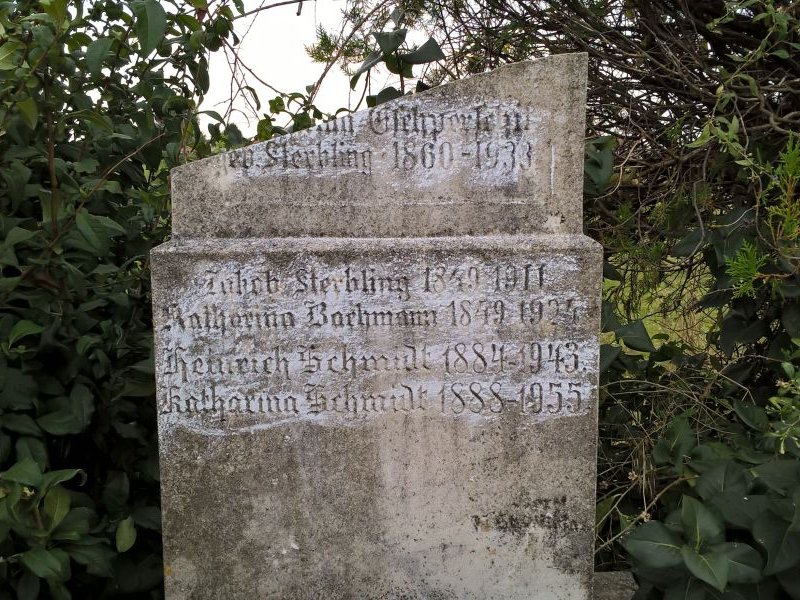 geb. Sterbling 1860-1933
Jakob Sterbling 1849-1911
Katharina Bachmann 1849-1924
Heinrich Schmidt 1884-1943.
Katharina Schmidt 1888-1955.